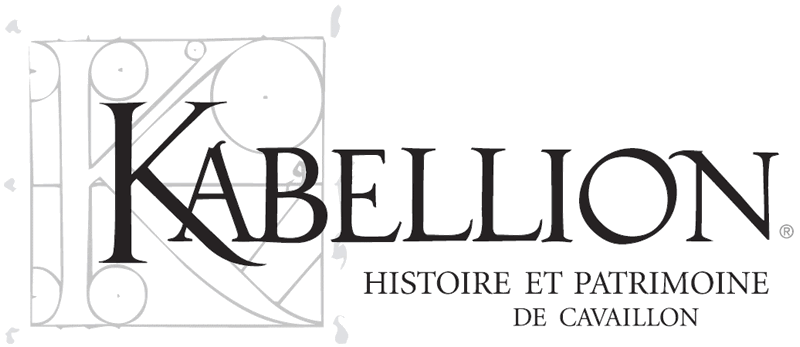 KABELLION®
HISTOIRE ET PATRIMOINE
DE CAVAILLON